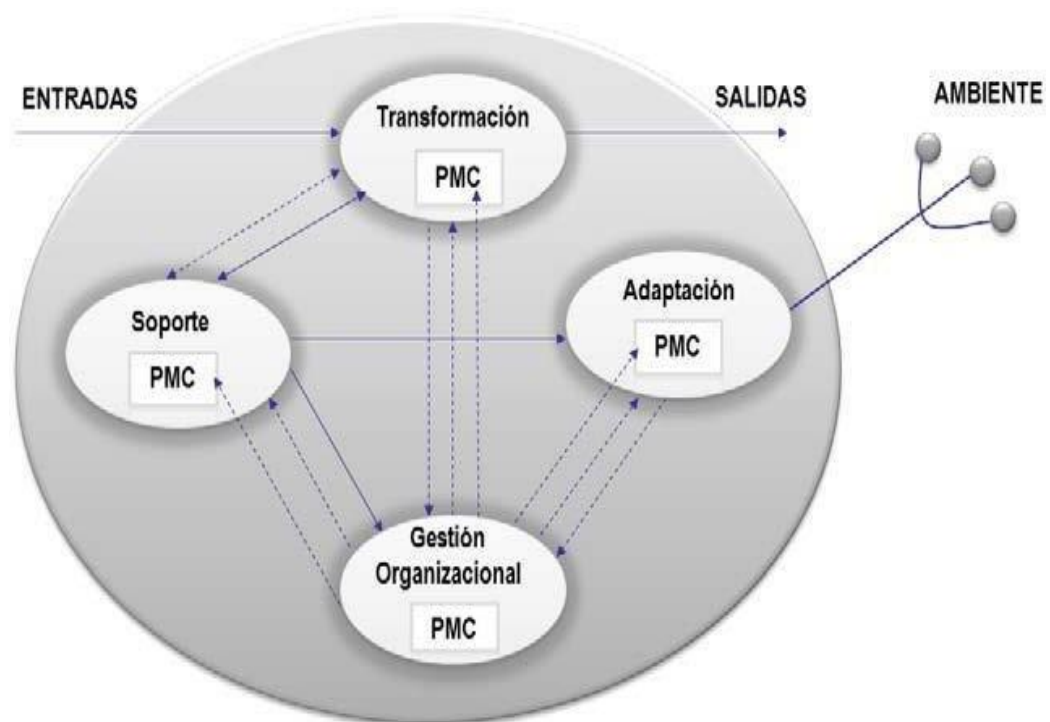 ENTRADAS
SALIDAS
AMBIENTE
Transformación
PMC
Soporte
PMC
Adaptación
PMC
Gestión
Organizacional
PMC